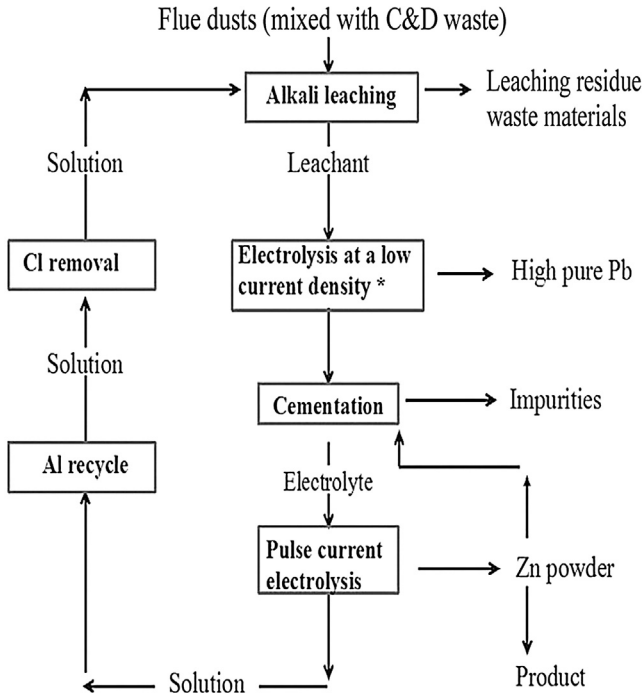 Flue dusts (mixed with C&D waste)
Alkali leaching
Leaching residue
waste materials
Solution
Leachant
Cl removal
Electrolysis at a low
current density *
High pure Pb
Solution
Cementation
Impurities
Al recycle
Electrolyte
Pulse current
electrolysis
Zn powder
Solution
Product